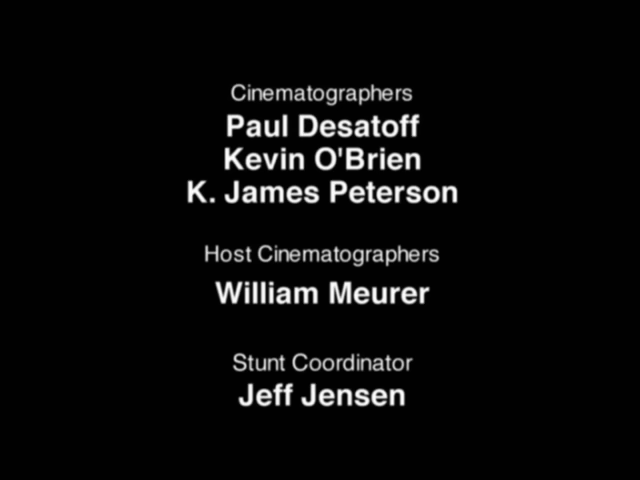 Cinematographers
Paul Desatoff
Kevin O'Brien
K. James Peterson
Host Cinematographers
William Meurer
Stunt Coordinator
Jeff Jensen